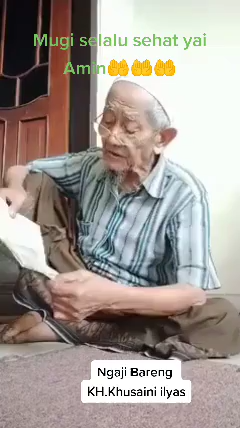 Mugi selalu sehat yai
Amin🤲🤲🤲
Ngaji Bareng
KH.Khusaini ilyas